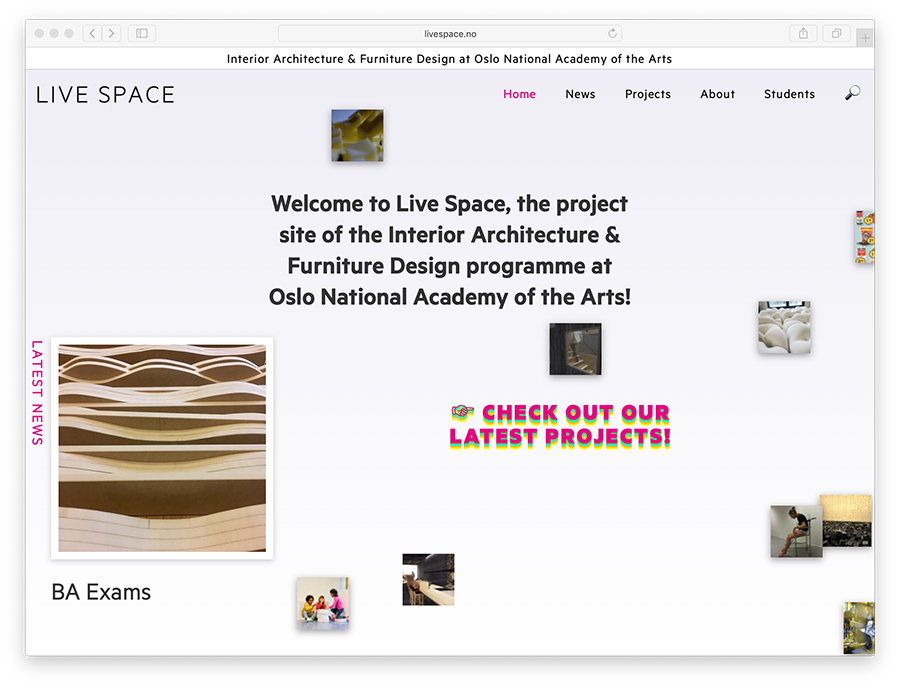 livespace.no
Interior Architecture & Furniture Design at Oslo National Academy of the Arts
LIVE SPACE
Home
News
Projects
About
Students
Welcome to Live Space, the project
site of the Interior Architecture &
Furniture Design programme at
Oslo National Academy of the Arts!
LATEST NEWS
CHECK OUT OUR
LATEST PROJECTS!
BA Exams